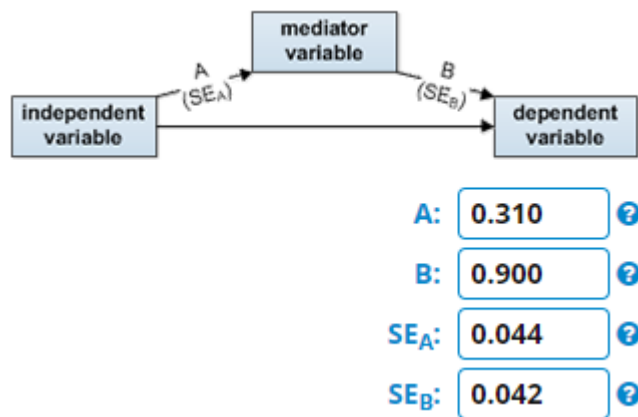 mediator
variable
A
(SEA)
B
(SEB)
independent
variable
dependent
variable
A: 0.310 ?
B: 0.900 ?
SEA: 0.044 ?
SEB: 0.042 ?